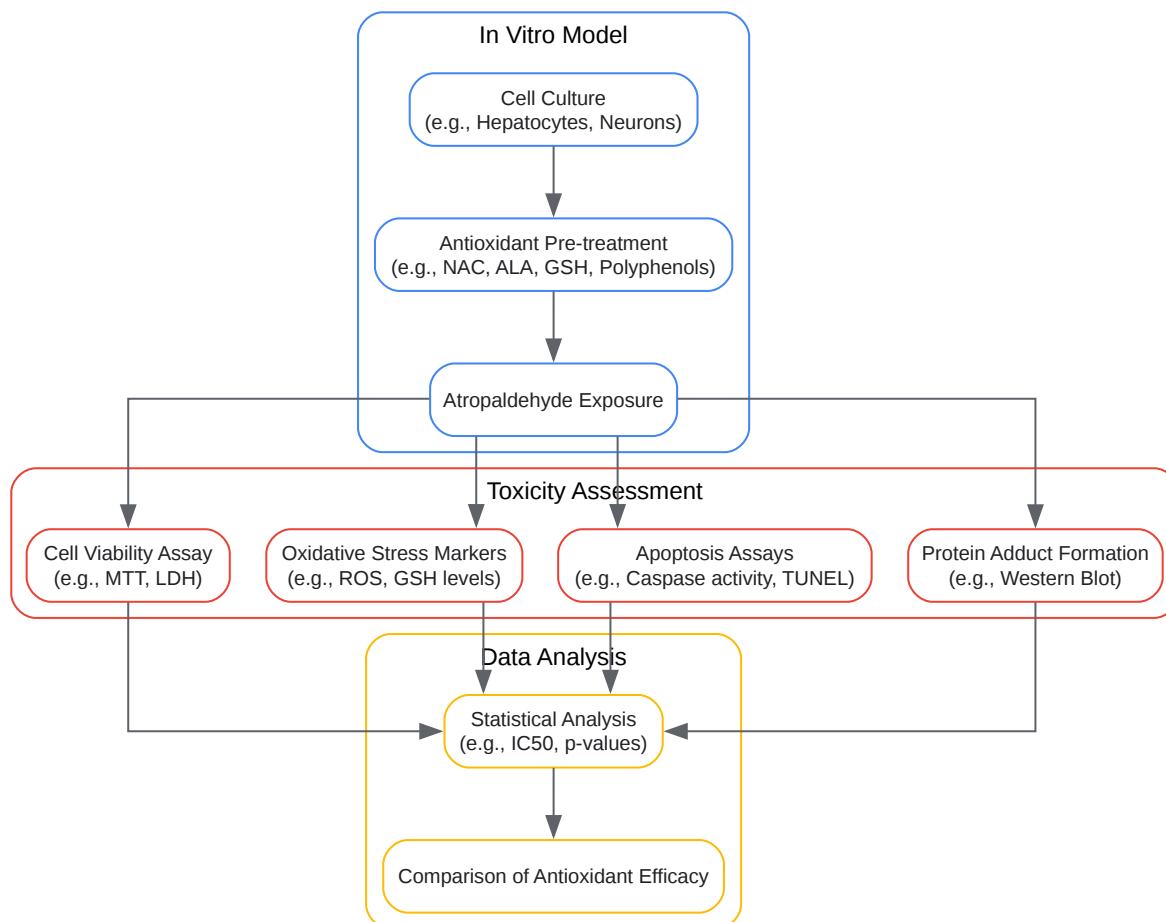 In Vitro Model
Cell Culture
(e.g., Hepatocytes, Neurons)
Antioxidant Pre-treatment
(e.g., NAC, ALA, GSH, Polyphenols)
Atropaldehyde Exposure
Toxicity Assessment
Cell Viability Assay
(e.g., MTT, LDH)
Oxidative Stress Markers
(e.g., ROS, GSH levels)
Apoptosis Assays
(e.g., Caspase activity, TUNEL)
Protein Adduct Formation
(e.g., Western Blot)
Data Analysis
Statistical Analysis
(e.g., IC50, p-values)
Comparison of Antioxidant Efficacy